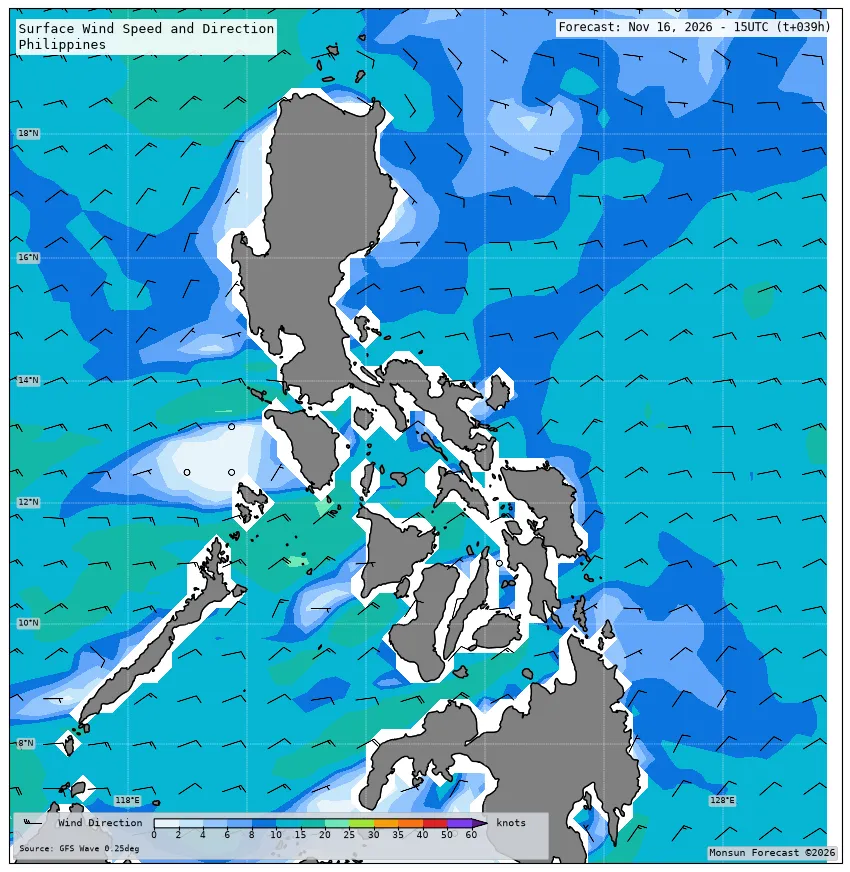 Surface Wind Speed and Direction
Philippines
Forecast: Nov 16, 2026 - 15UTC (t+039h)
18°N
16°N
14°N
12°N
10°N
8°N
118°E
128°E
Wind Direction
0 2 4 6 8 10 15 20 25 30 35 40 50 60
knots
Source: GFS Wave 0.25deg
Monsun Forecast ©2026